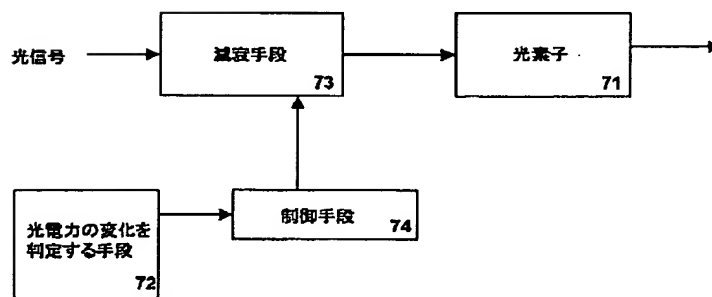 光信号
減衰手段
73
光素子
71
制御手段
74
光電力の変化を
判定する手段
72